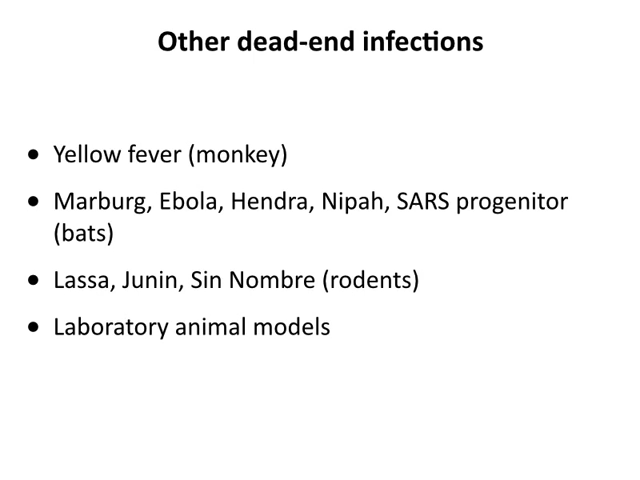 Other dead-end infections
• Yellow fever (monkey)
• Marburg, Ebola, Hendra, Nipah, SARS progenitor
(bats)
• Lassa, Junin, Sin Nombre (rodents)
• Laboratory animal models